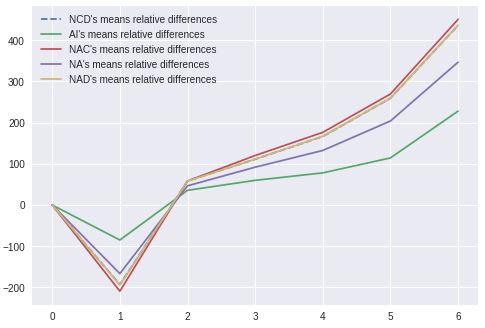 NCD's means relative differences
AI's means relative differences
NAC's means relative differences
NA's means relative differences
NAD's means relative differences
400
300
200
100
0
−100
−200
0 1 2 3 4 5 6